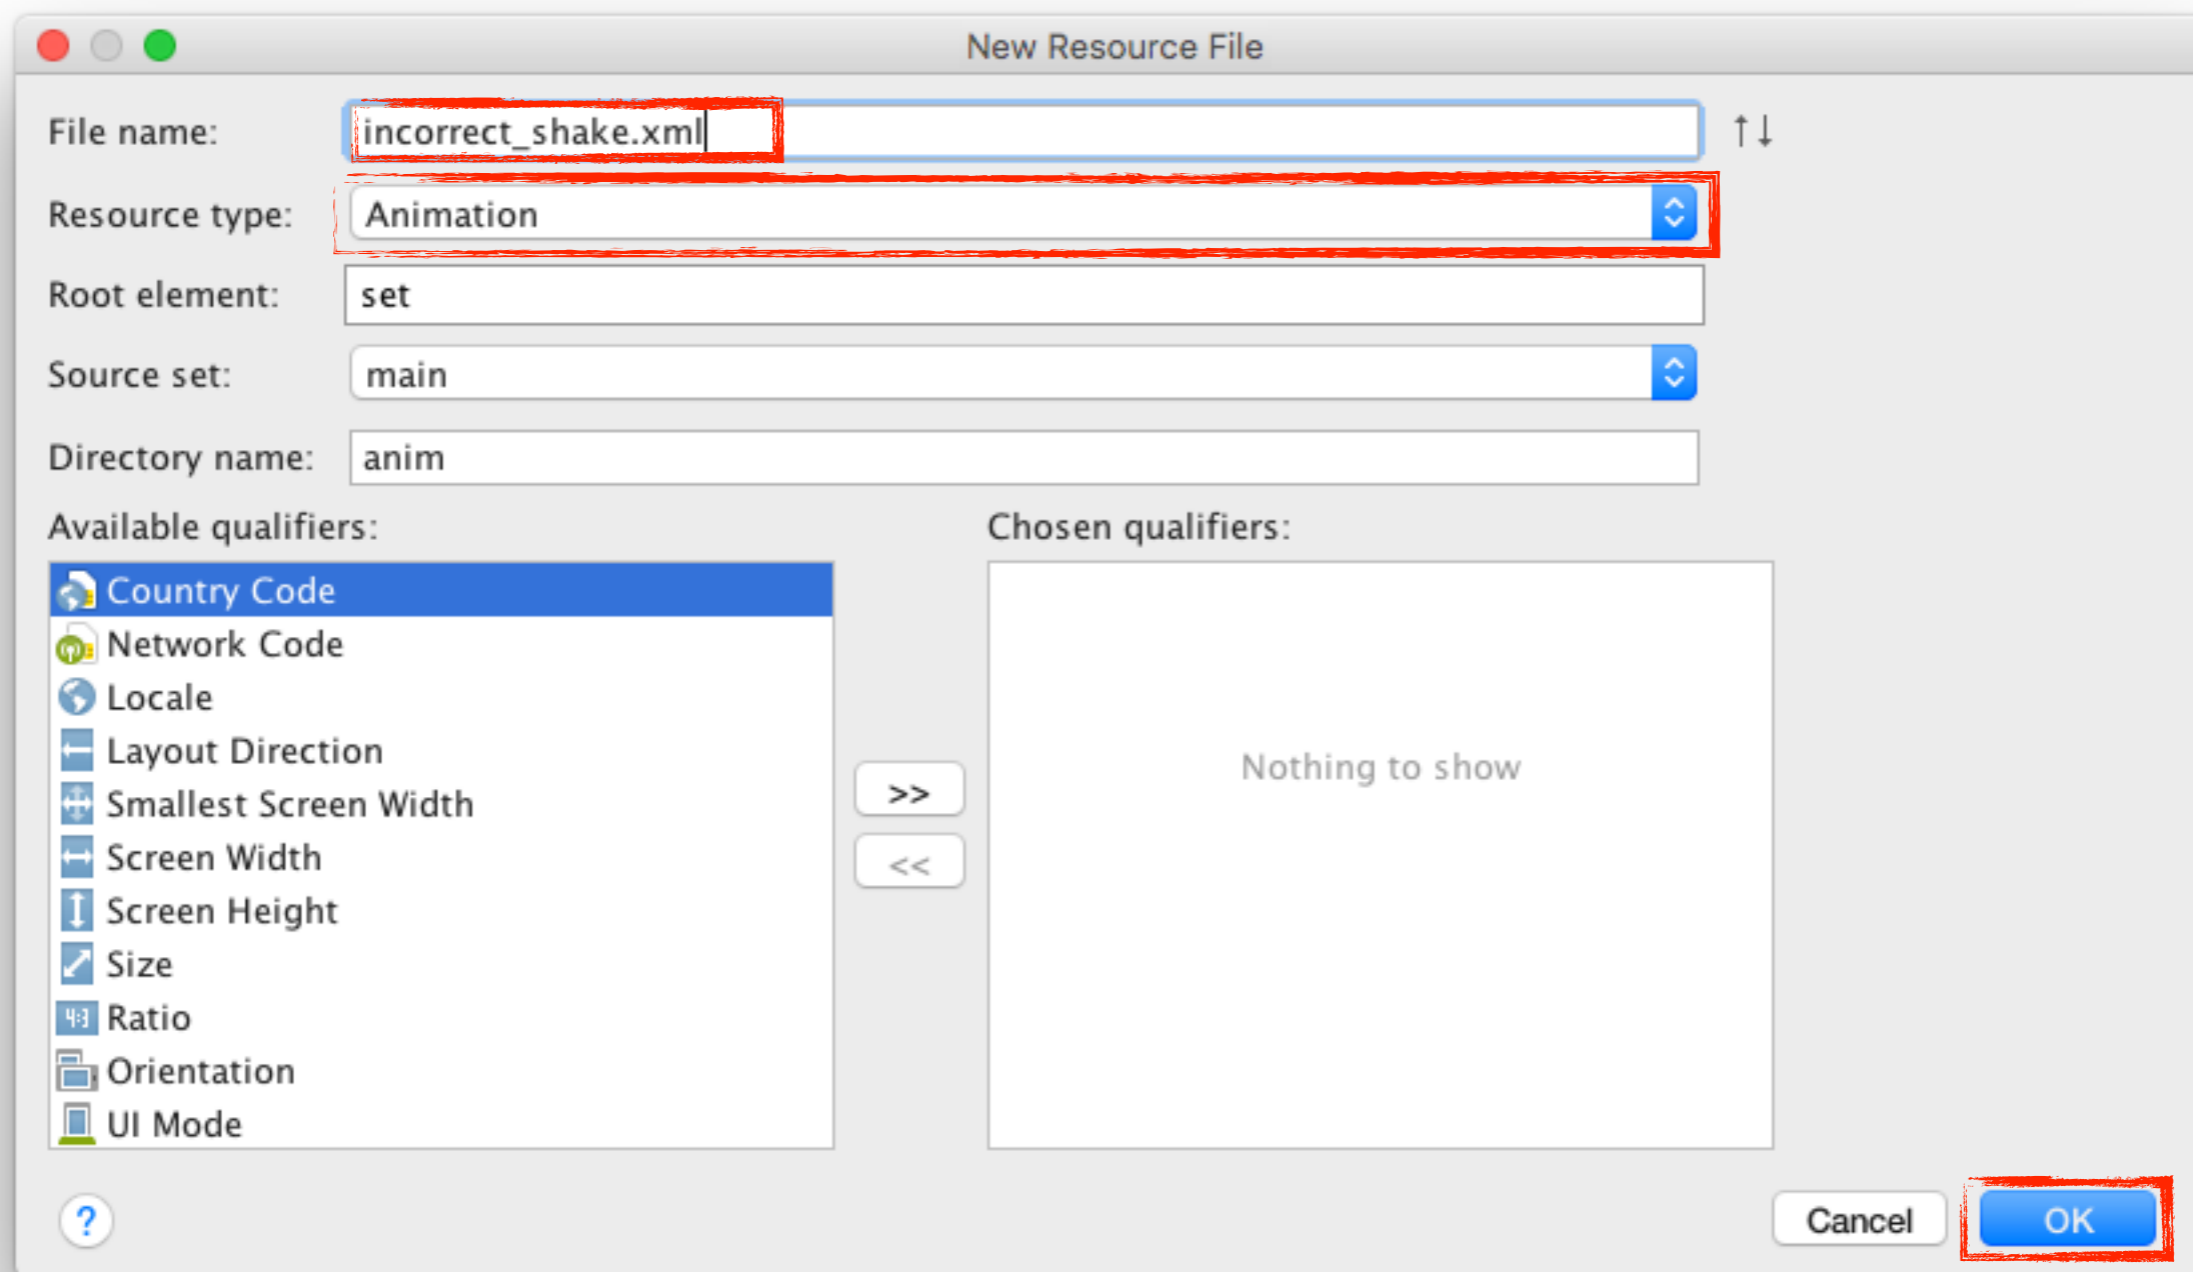 New Resource File
File name: incorrect_shake.xml ↑↓
Resource type: Animation
Root element: set
Source set: main
Directory name: anim
Available qualifiers: Chosen qualifiers:
Country Code
Network Code
Locale
Layout Direction
Smallest Screen Width
Screen Width
Screen Height
Size
4:3 Ratio
Orientation
UI Mode
>>
<<
Nothing to show
? Cancel OK